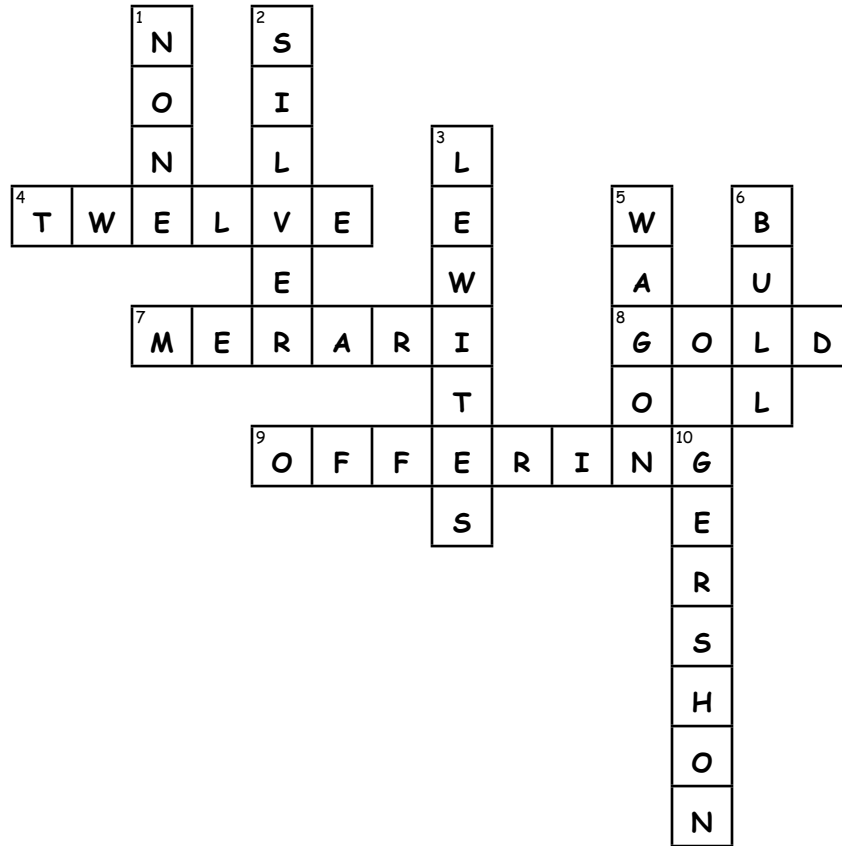 1 N 2 S
O I
N L 3 L
4 T W E L V E E 5 W 6 B
E W A U
7 M E R A R I 8 G O L D
T O L
9 O F F E R I N 10 G
S E
R
S
H
O
N